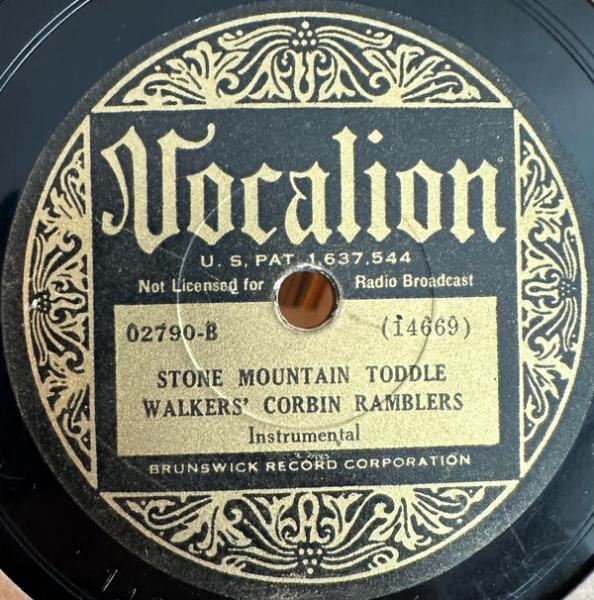 Vocalion
U. S. PAT. 1,637,544
Not Licensed for Radio Broadcast
02790-B (14669)
STONE MOUNTAIN TODDLE
WALKERS' CORBIN RAMBLERS
Instrumental
BRUNSWICK RECORD CORPORATION